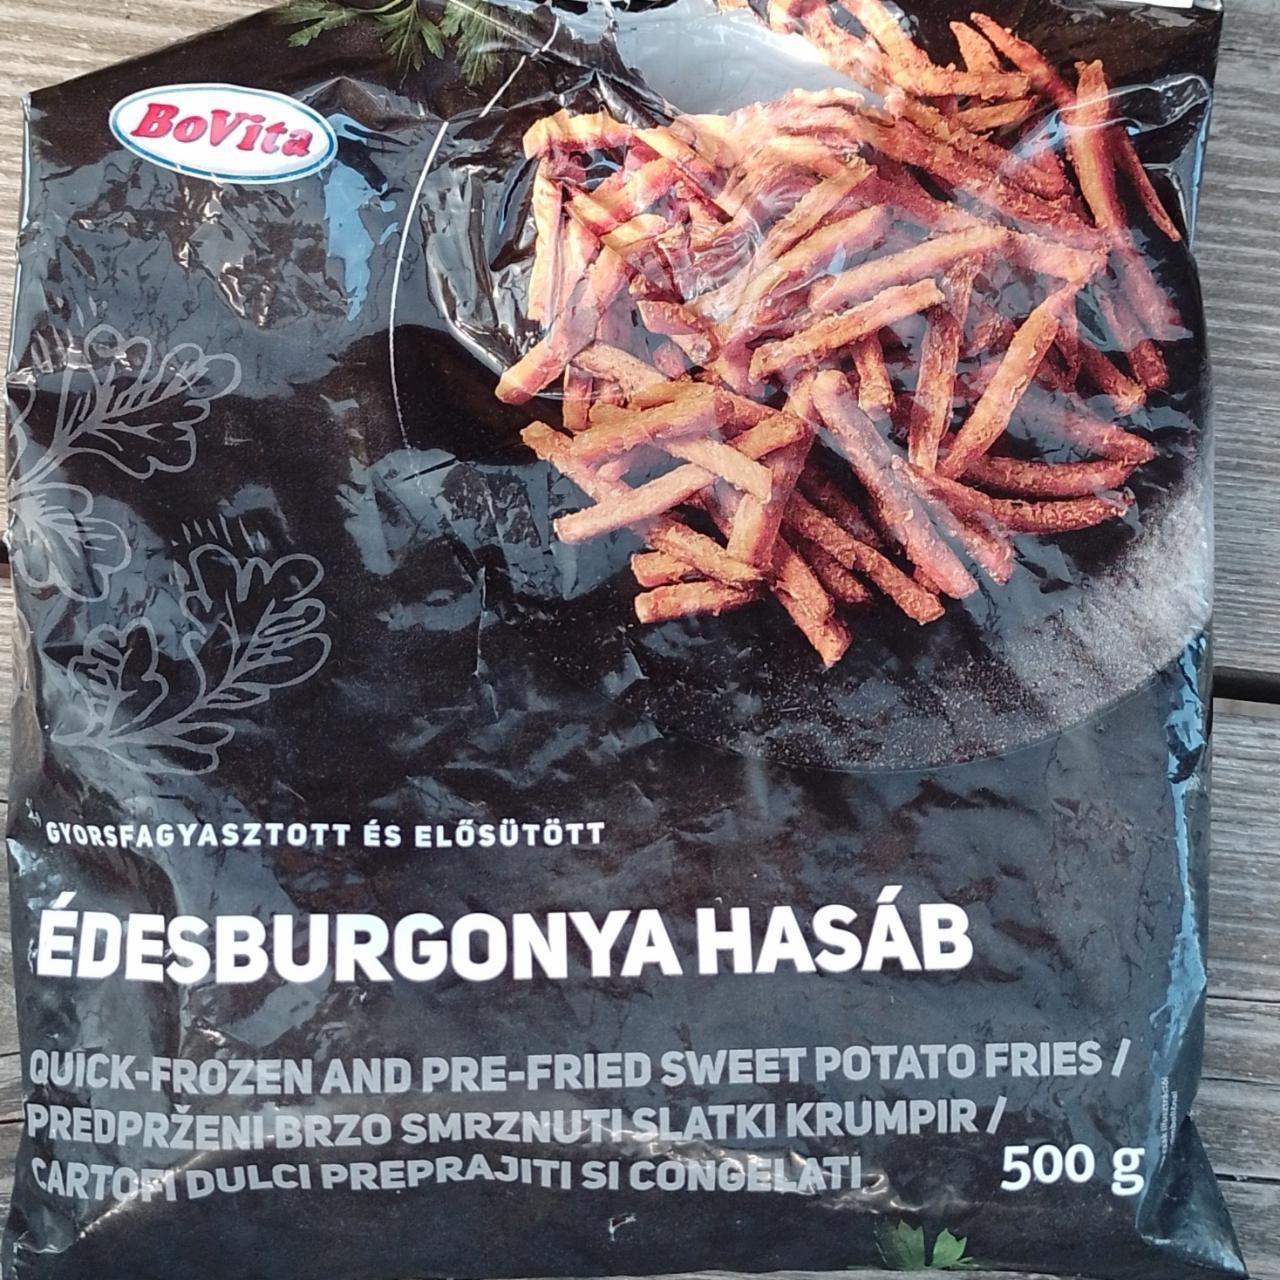 BoVita
GYORSFAGYASZTOTT ÉS ELŐSÜTÖTT
ÉDESBURGONYA HASÁB
QUICK-FROZEN AND PRE-FRIED SWEET POTATO FRIES /
PREDPRŽENI BRZO SMRZNUTI SLATKI KRUMPIR /
CARTOFI DULCI PREPRAJITI SI CONGELATI
500 g